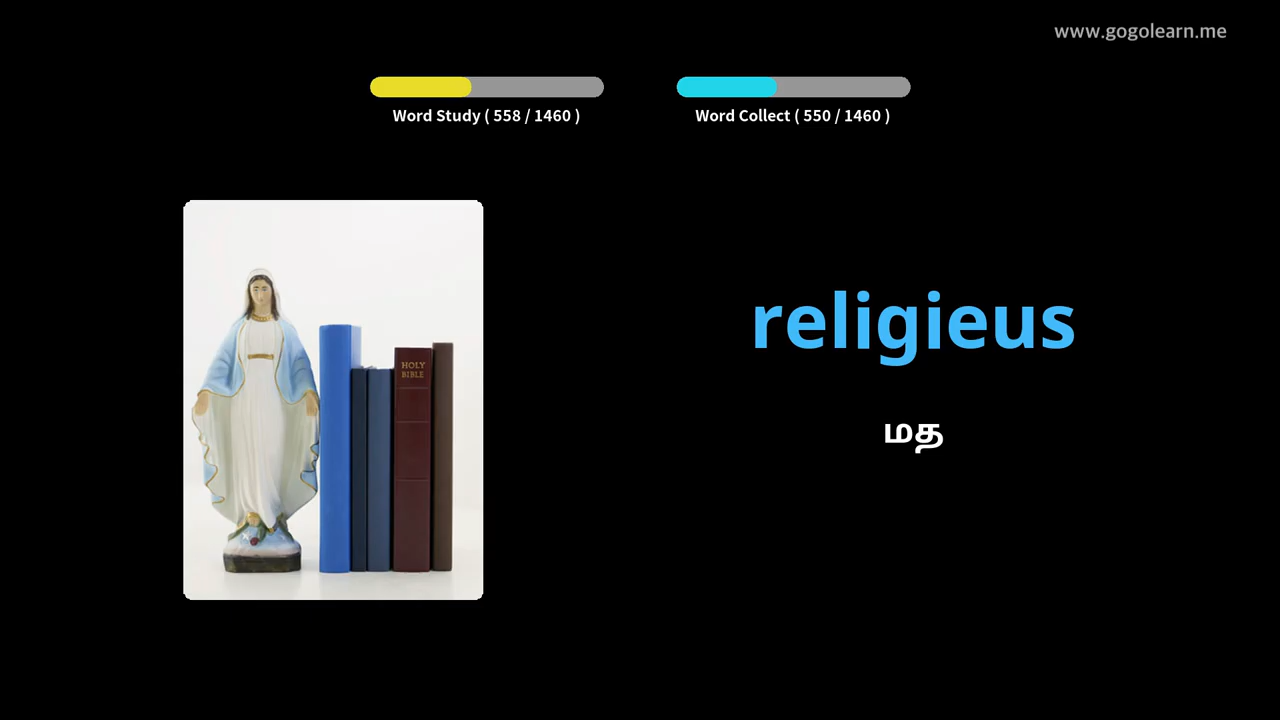 www.gogolearn.me
Word Study ( 558 / 1460 )
Word Collect ( 550 / 1460 )
HOLY
BIBLE
religieus
மத